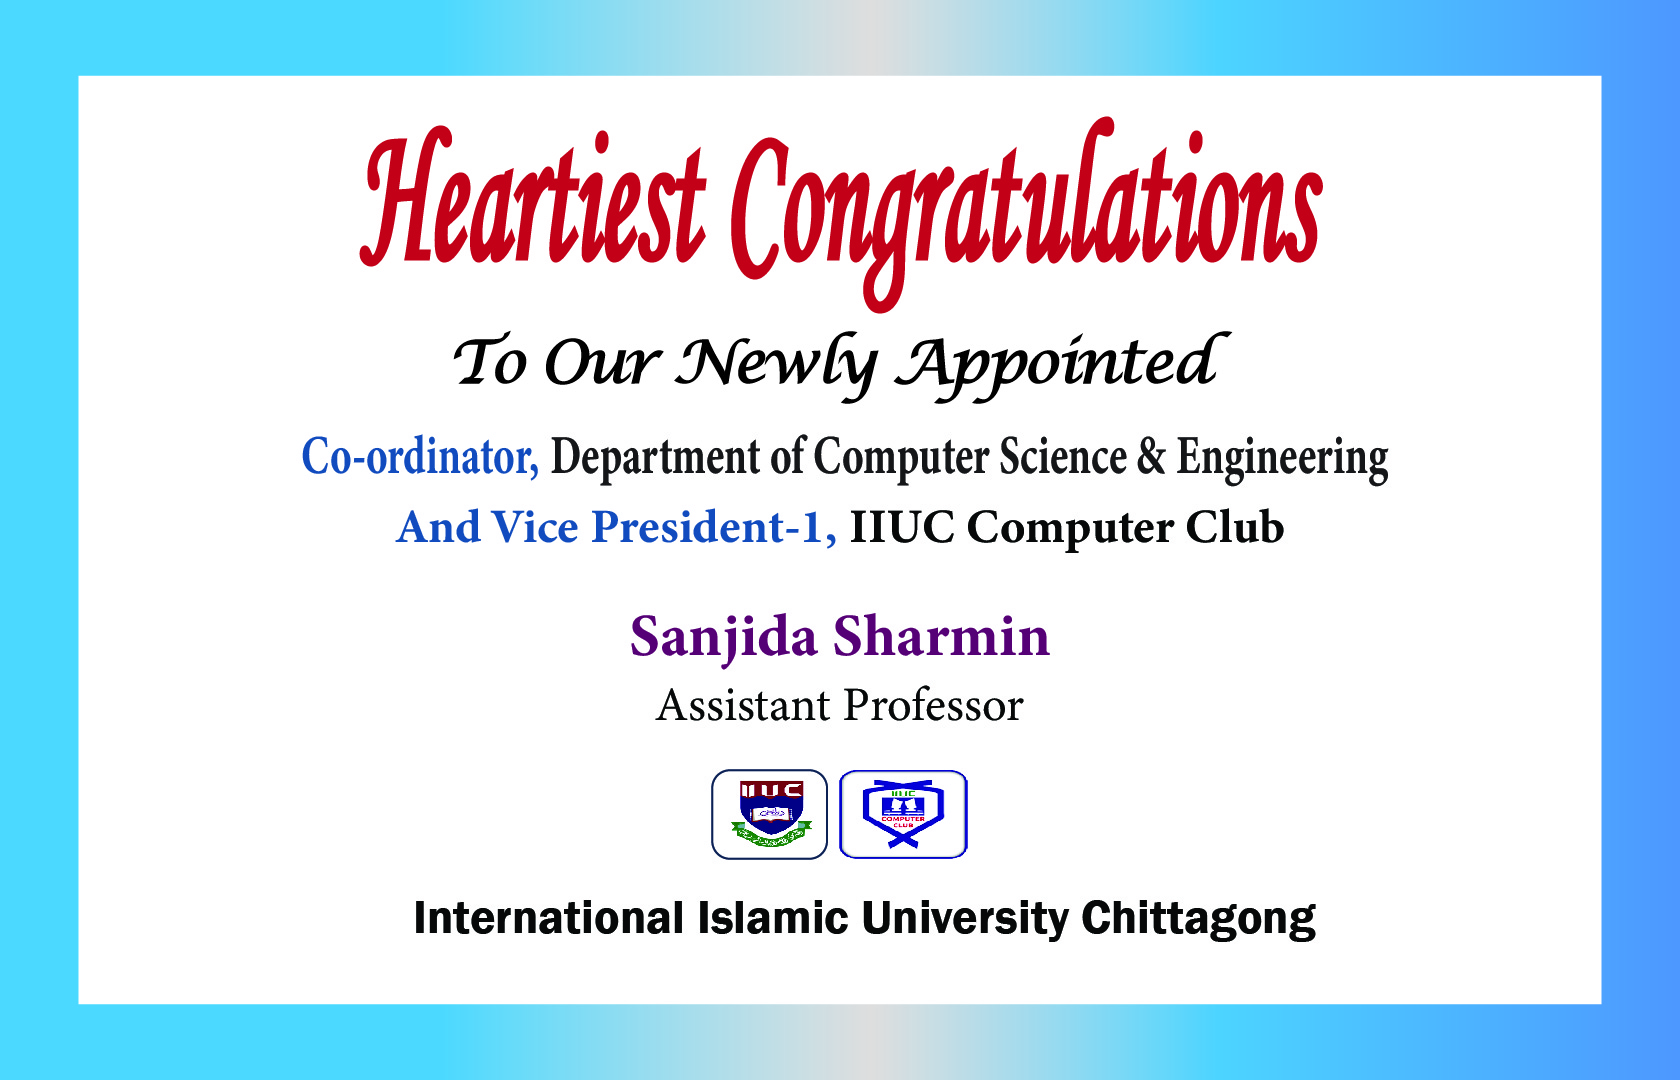 Heartiest Congratulations
To Our Newly Appointed
Co-ordinator, Department of Computer Science & Engineering
And Vice President-1, IIUC Computer Club
Sanjida Sharmin
Assistant Professor
IIUC
IIUC
COMPUTER
CLUB
International Islamic University Chittagong